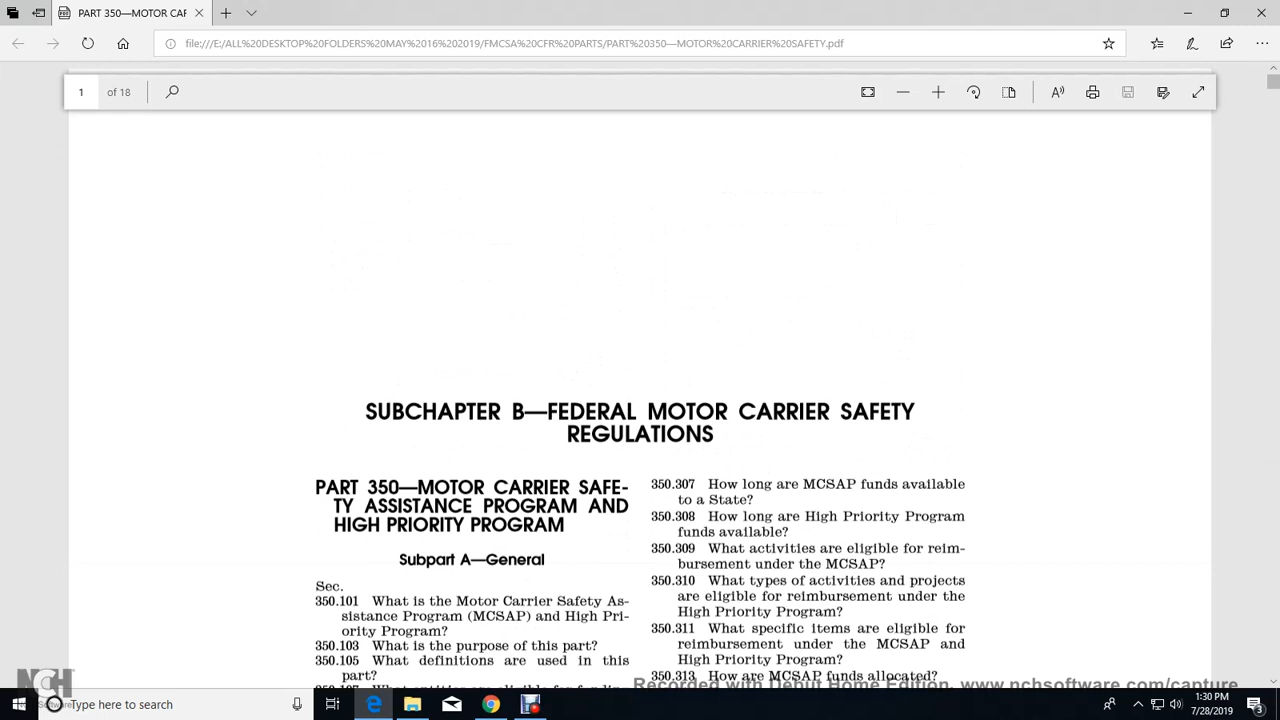 PART 350—MOTOR CAR
file:///E:/ALL%20DESKTOP%20FOLDERS%20MAY%2016%202019/FMCSA%20CFR%20PARTS/PART%20350—MOTOR%20CARRIER%20SAFETY.pdf
1 of 18
SUBCHAPTER B—FEDERAL MOTOR CARRIER SAFETY
REGULATIONS
PART 350—MOTOR CARRIER SAFE-
TY ASSISTANCE PROGRAM AND
HIGH PRIORITY PROGRAM
Subpart A—General
Sec.
350.101 What is the Motor Carrier Safety As-
sistance Program (MCSAP) and High Pri-
ority Program?
350.103 What is the purpose of this part?
350.105 What definitions are used in this
part?
350.307 How long are MCSAP funds available
to a State?
350.308 How long are High Priority Program
funds available?
350.309 What activities are eligible for reim-
bursement under the MCSAP?
350.310 What types of activities and projects
are eligible for reimbursement under the
High Priority Program?
350.311 What specific items are eligible for
reimbursement under the MCSAP and
High Priority Program?
350.313 How are MCSAP funds allocated?
Recorded with Debut Home Edition. www.nchsoftware.com/capture
NCH
Software
Type here to search
1:30 PM
7/28/2019